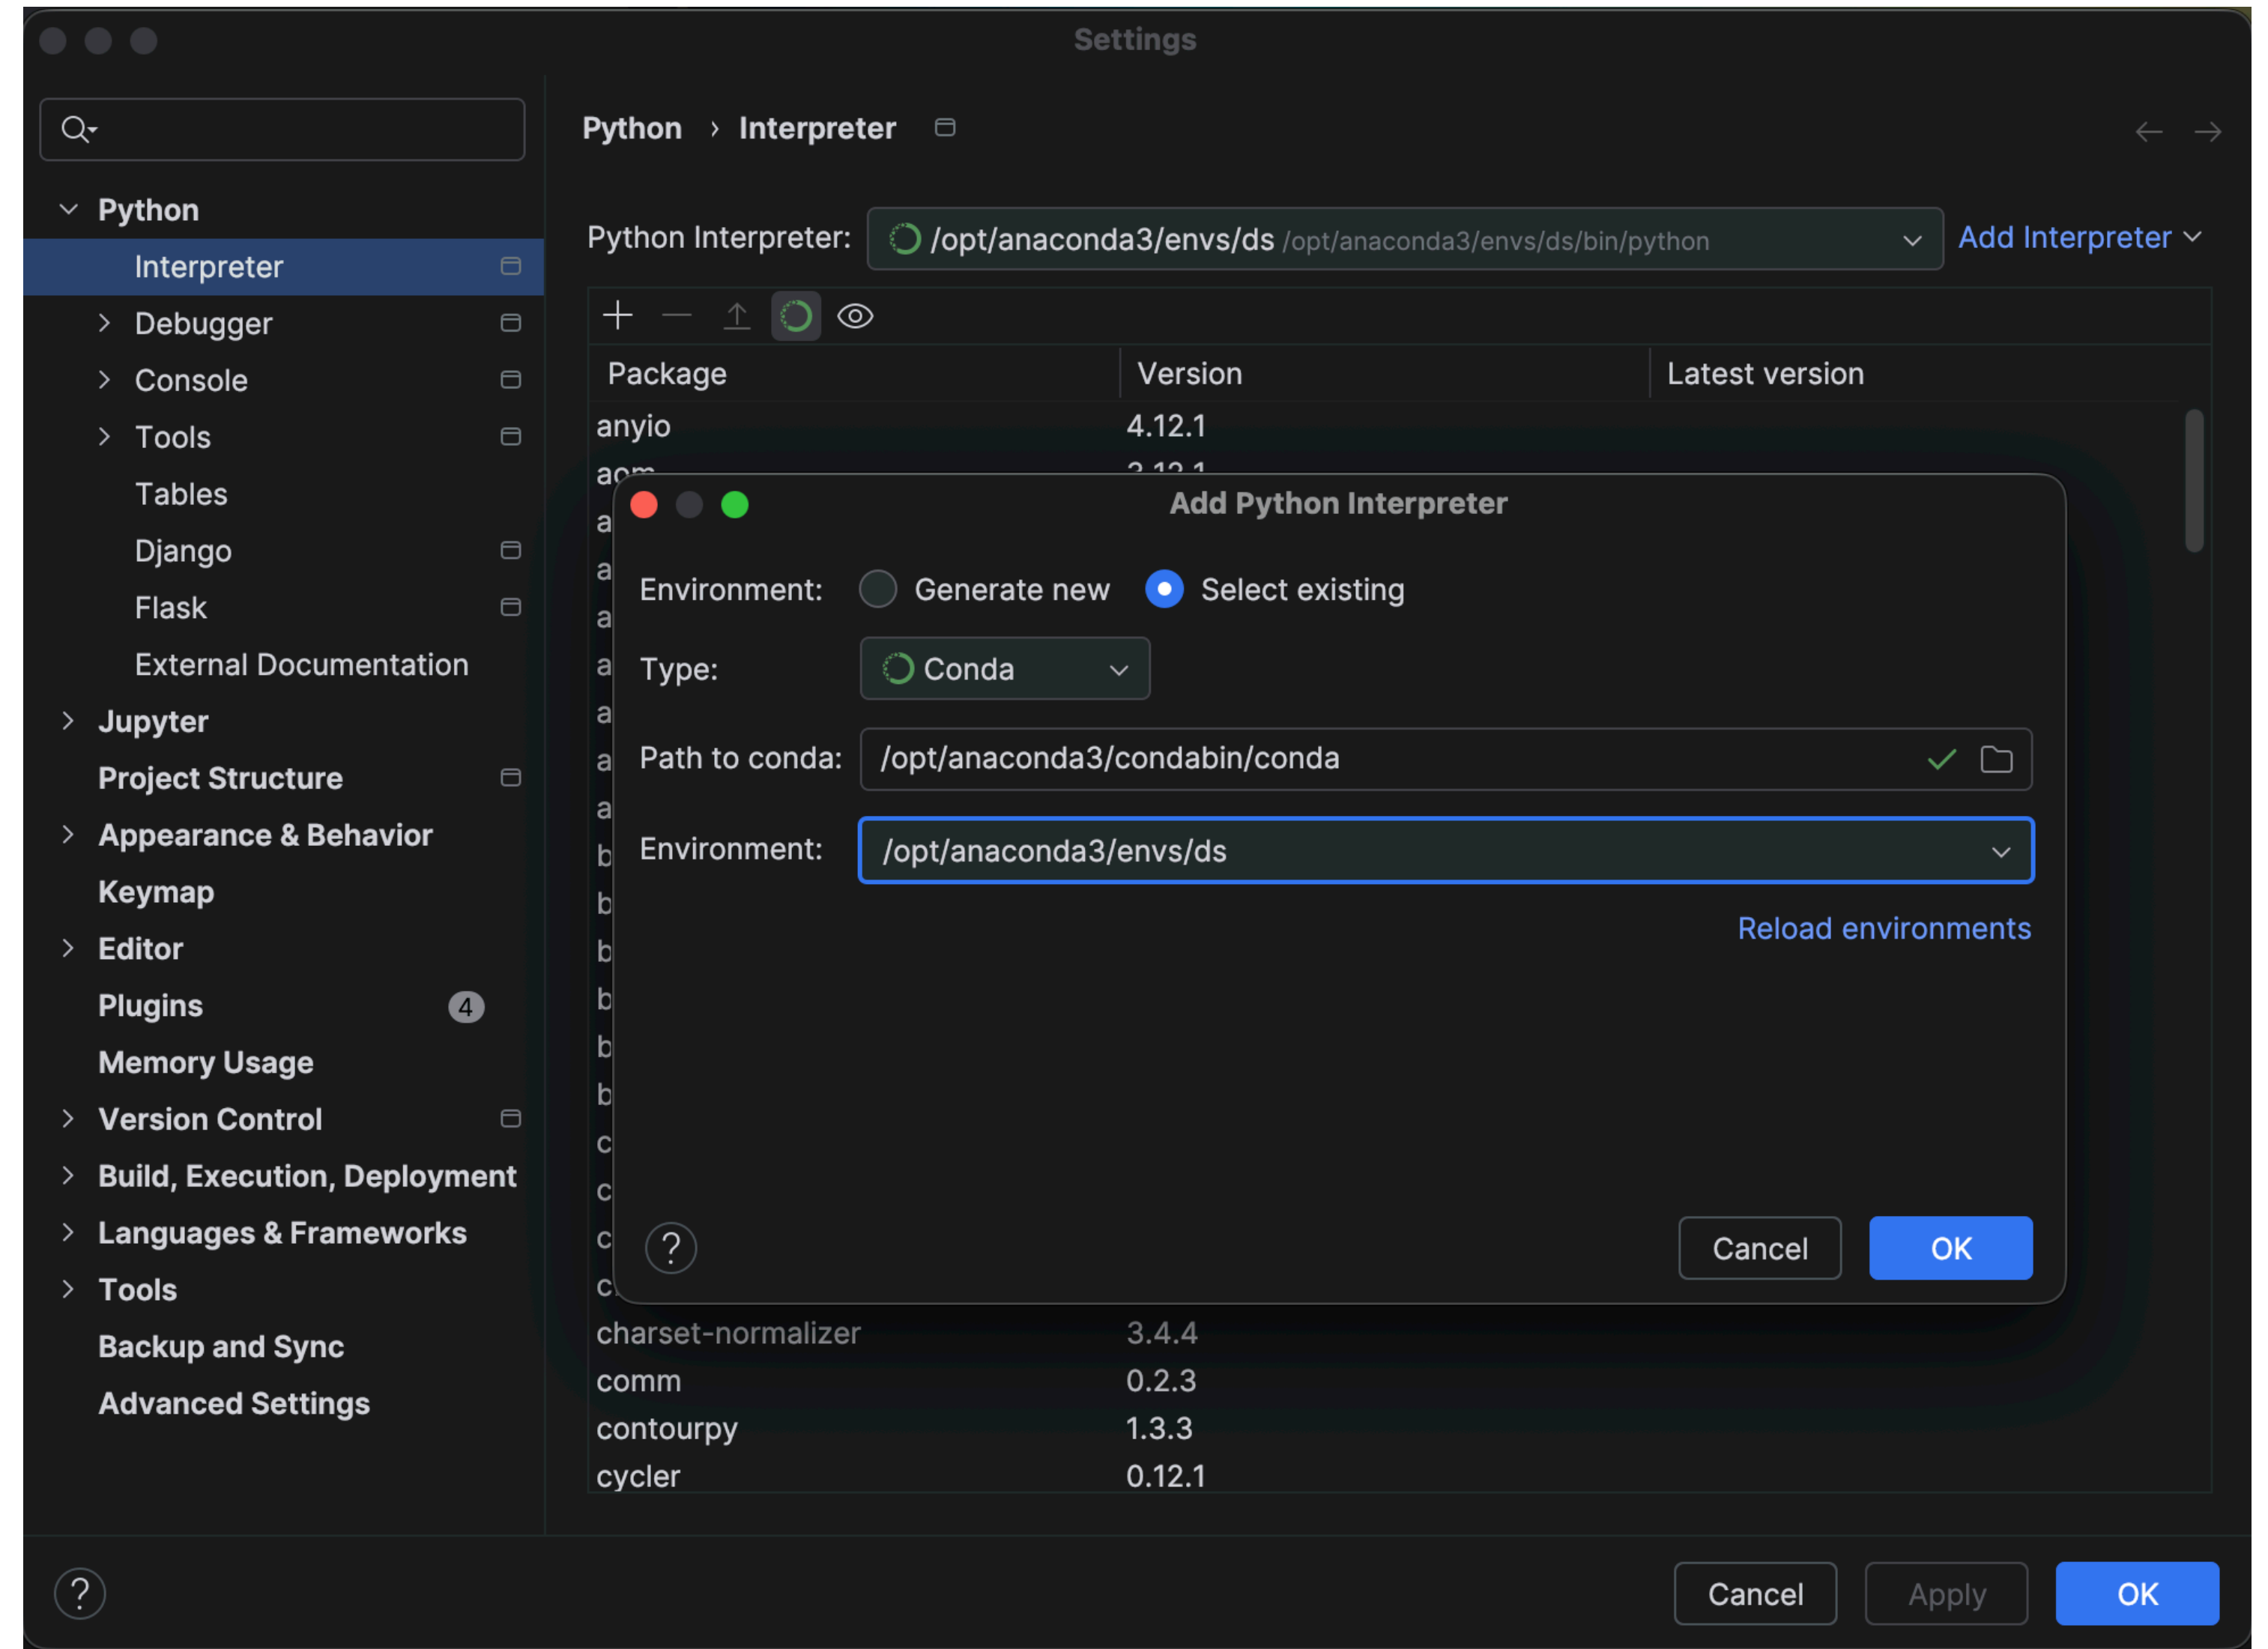 Settings
Python › Interpreter
Python
Interpreter
Debugger
Console
Tools
Tables
Django
Flask
External Documentation
Jupyter
Project Structure
Appearance & Behavior
Keymap
Editor
Plugins 4
Memory Usage
Version Control
Build, Execution, Deployment
Languages & Frameworks
Tools
Backup and Sync
Advanced Settings
Python Interpreter: /opt/anaconda3/envs/ds /opt/anaconda3/envs/ds/bin/python Add Interpreter
Package Version Latest version
anyio 4.12.1
Add Python Interpreter
Environment: Generate new Select existing
Type: Conda
Path to conda: /opt/anaconda3/condabin/conda
Environment: /opt/anaconda3/envs/ds
Reload environments
? Cancel OK
charset-normalizer 3.4.4
comm 0.2.3
contourpy 1.3.3
cycler 0.12.1
? Cancel Apply OK